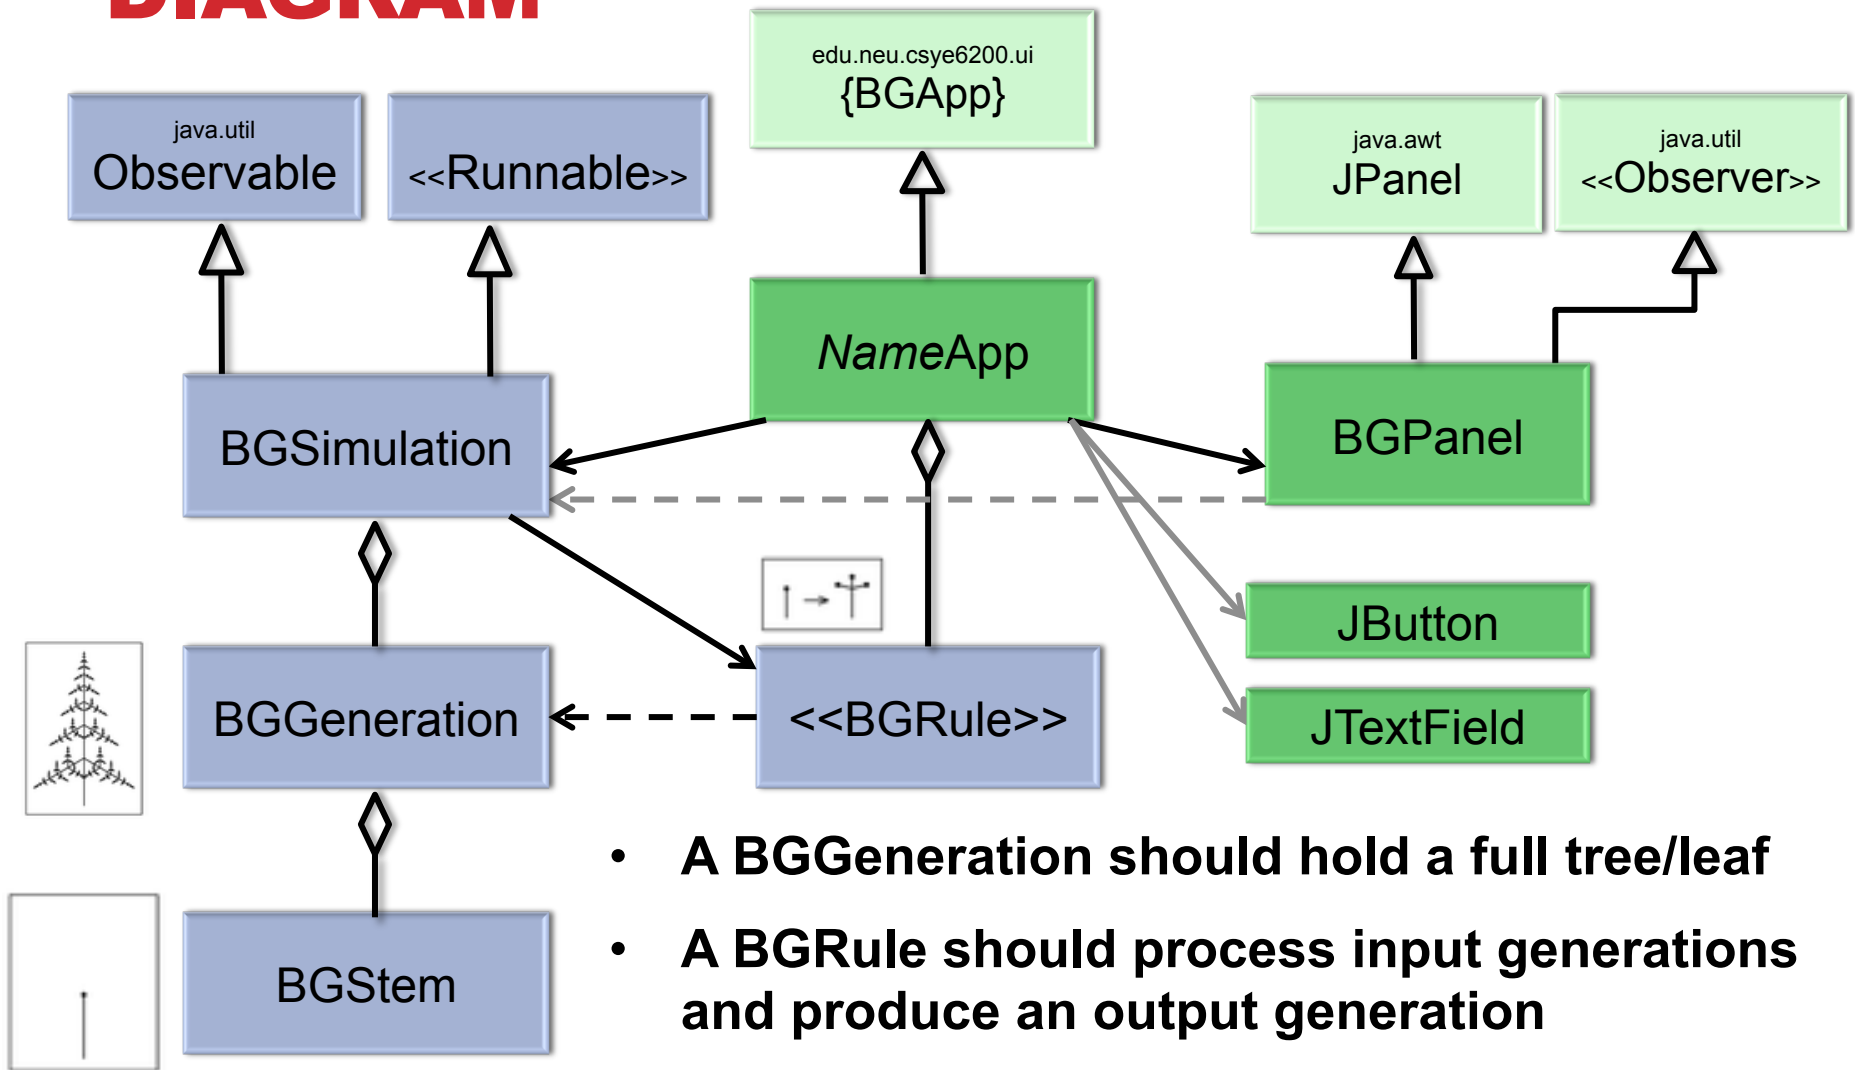 DIAGRAM
edu.neu.csye6200.ui
{BGApp}
java.util
Observable
<<Runnable>>
java.awt
JPanel
java.util
<<Observer>>
NameApp
BGSimulation
BGPanel
JButton
BGGeneration
<<BGRule>>
JTextField
• A BGGeneration should hold a full tree/leaf
• A BGRule should process input generations
and produce an output generation
BGStem